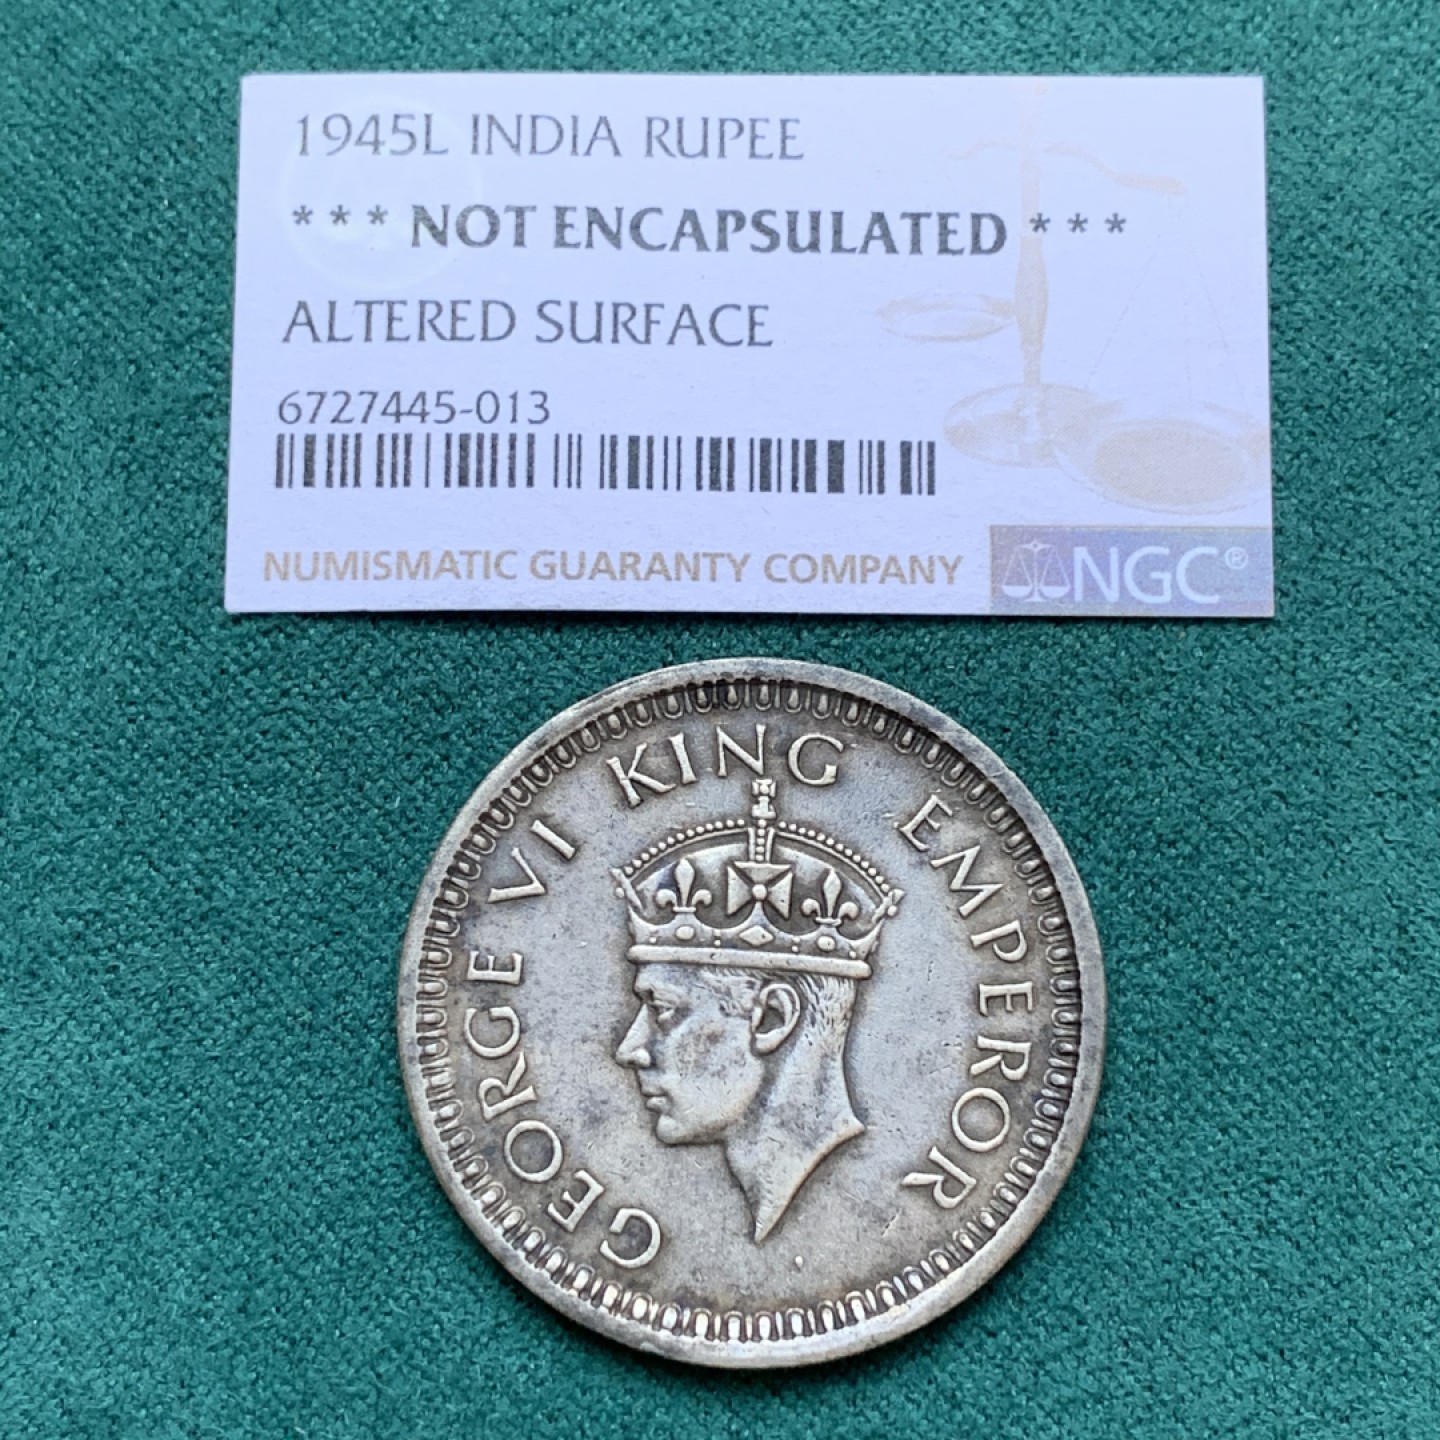 1945L INDIA RUPEE
* * * NOT ENCAPSULATED * * *
ALTERED SURFACE
6727445-013
NUMISMATIC GUARANTY COMPANY
NGC®
GEORGE VI KING EMPEROR